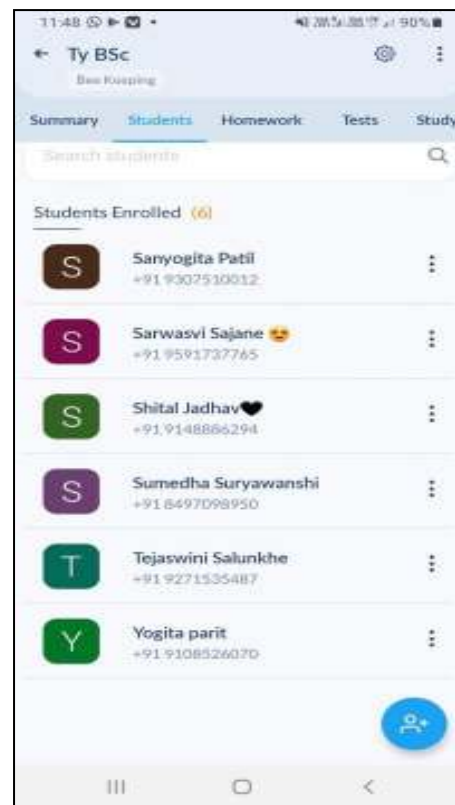 11:48 90%
Ty BSc
Bee Keeping
Summary Students Homework Tests Study
Search students
Students Enrolled (6)
S
Sanyogita Patil
+91 9307510012
S
Sarwasvi Sajane 😍
+91 9591737765
S
Shital Jadhav🖤
+91 9148886294
S
Sumedha Suryawanshi
+91 8497098950
T
Tejaswini Salunkhe
+91 9271535487
Y
Yogita parit
+91 9108526070